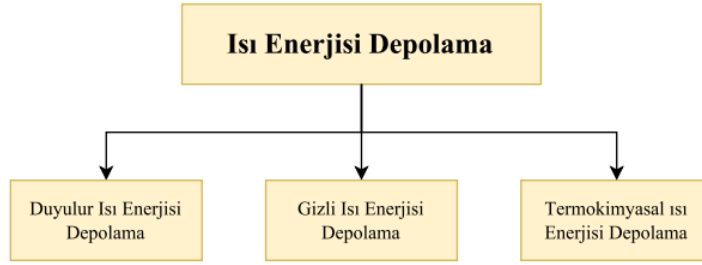 Isı Enerjisi Depolama
Duyulur Isı Enerjisi
Depolama
Gizli Isı Enerjisi
Depolama
Termokimyasal ısı
Enerjisi Depolama